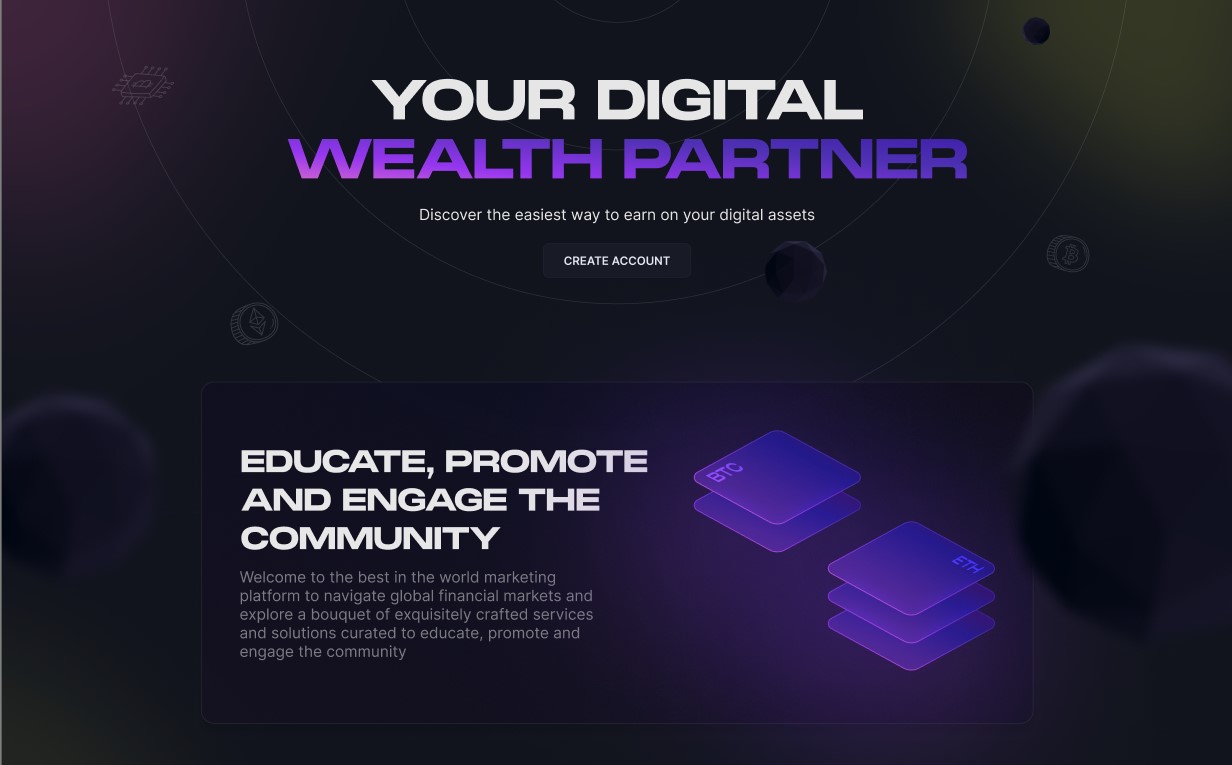 YOUR DIGITAL
WEALTH PARTNER
Discover the easiest way to earn on your digital assets
CREATE ACCOUNT
EDUCATE, PROMOTE
AND ENGAGE THE
COMMUNITY
Welcome to the best in the world marketing
platform to navigate global financial markets and
explore a bouquet of exquisitely crafted services
and solutions curated to educate, promote and
engage the community
BTC
ETH